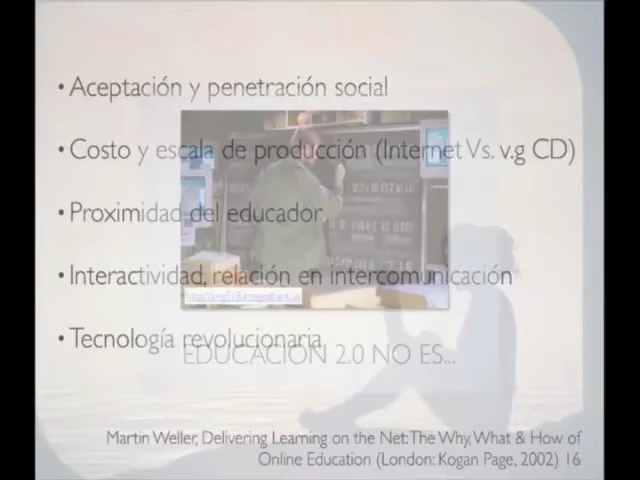 • Aceptación y penetración social
• Costo y escala de producción (Internet Vs. v.g CD)
• Proximidad del educador
• Interactividad, relación en intercomunicación
• Tecnología revolucionaria
EDUCACIÓN 2.0 NO ES...
Martin Weller, Delivering Learning on the Net: The Why, What & How of
Online Education (London: Kogan Page, 2002) 16